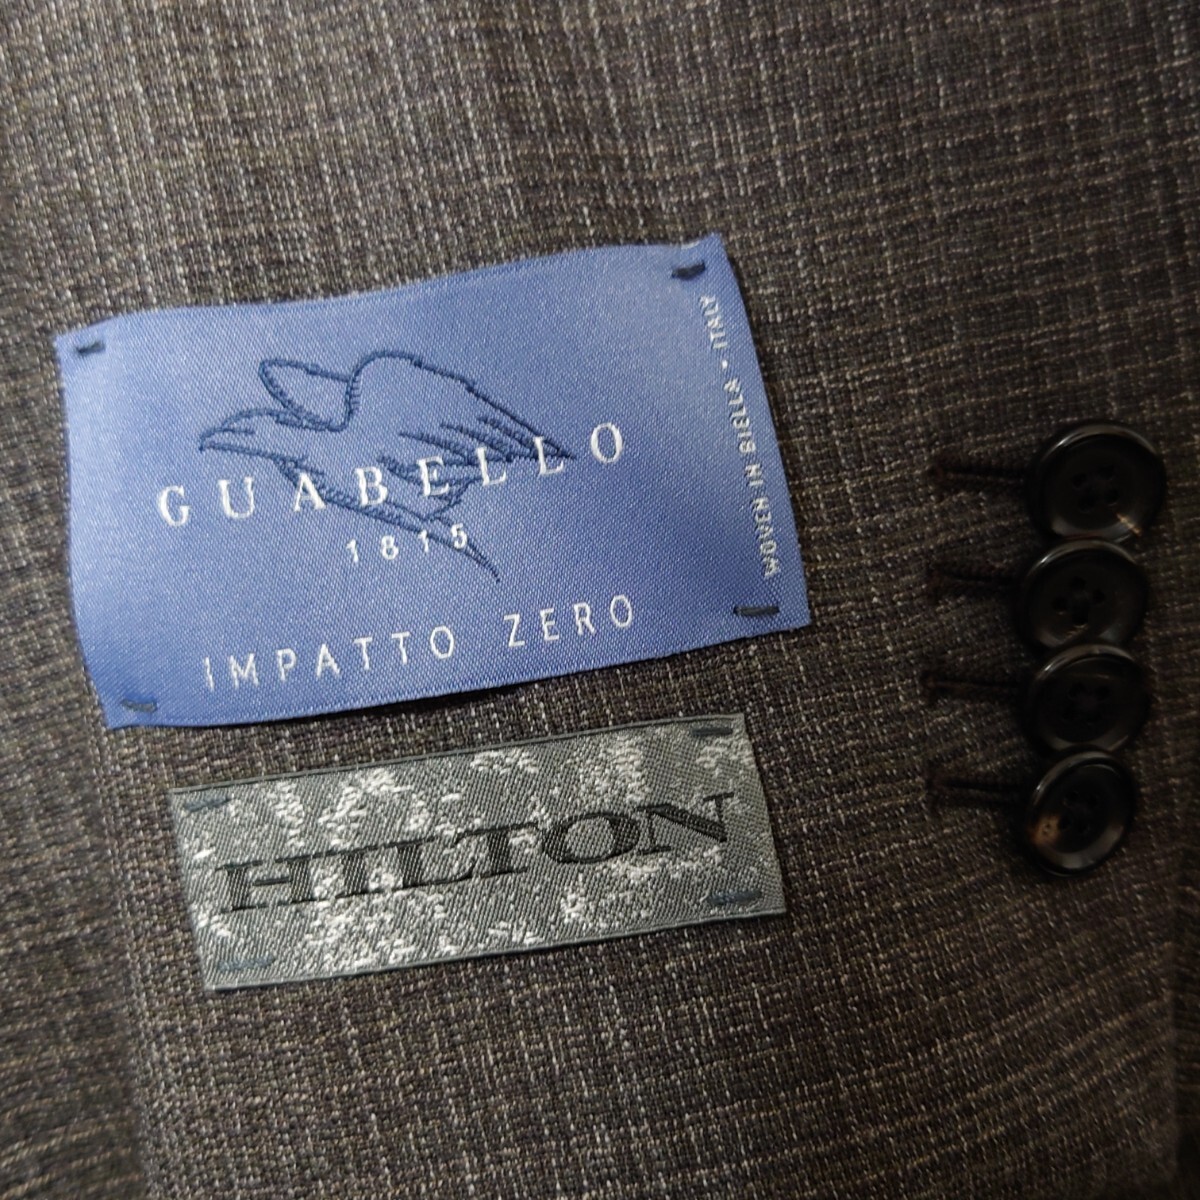 GUABELLO
1815
IMPATTO ZERO
WOVEN IN BIELLA • ITALY
HILTON